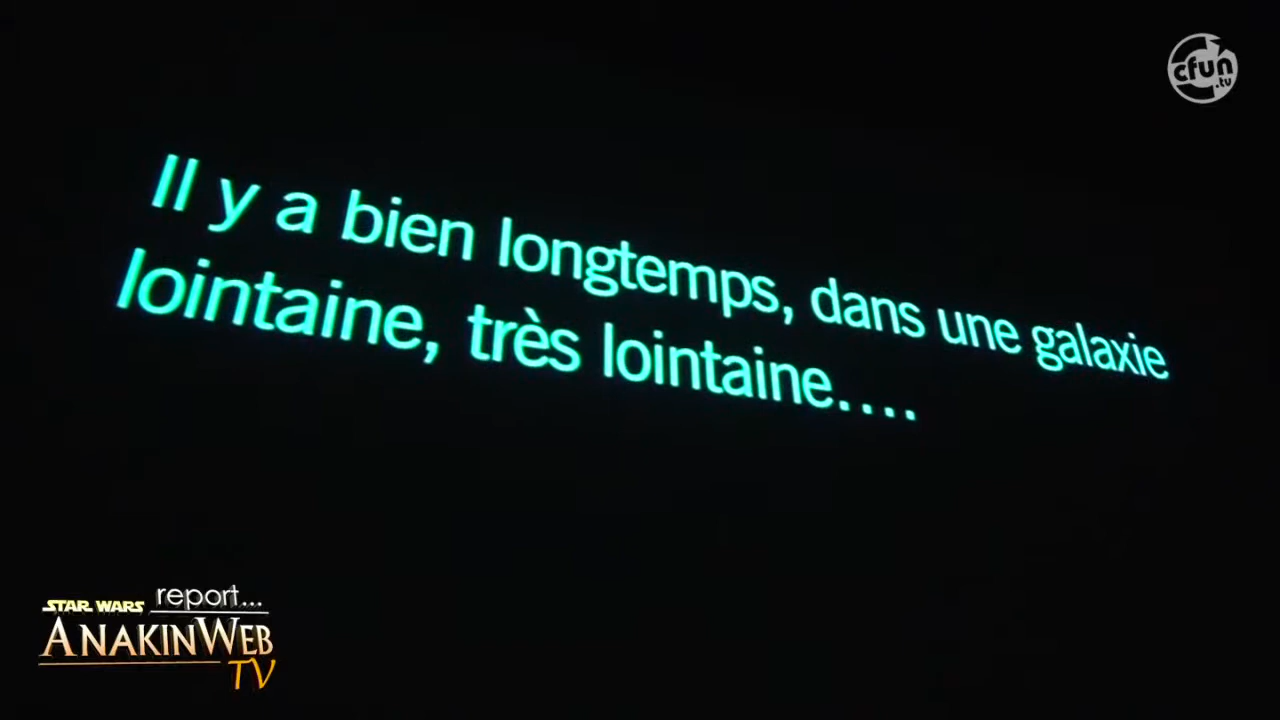 cfun
.tv
Il y a bien longtemps, dans une galaxie
lointaine, très lointaine....
STAR WARS report...
ANAKINWEB
TV